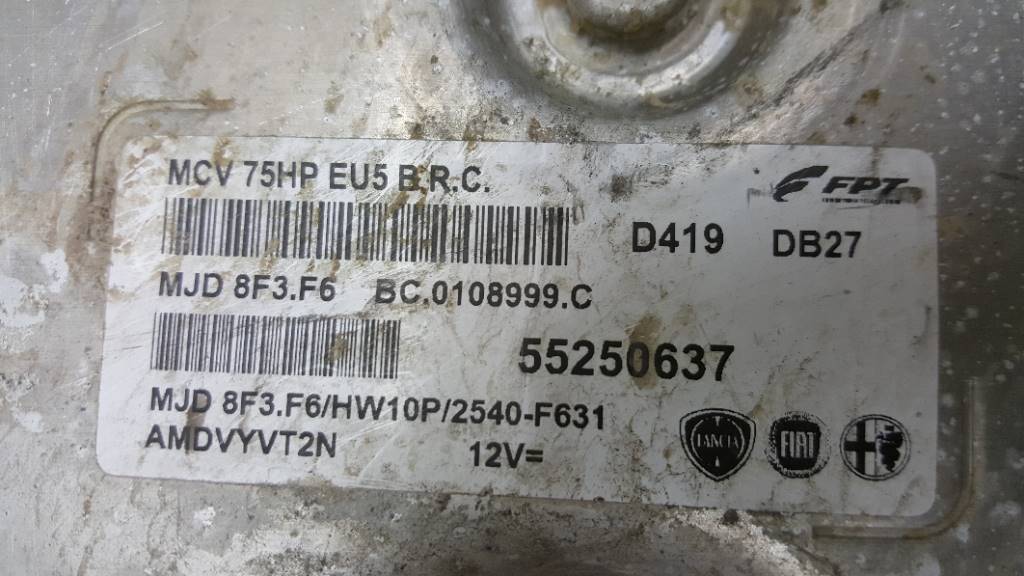 MCV 75HP EU5 B.R.C.
FPT
D419 DB27
MJD 8F3.F6 BC.0108999.C
55250637
MJD 8F3.F6/HW10P/2540-F631
AMDVYVT2N 12V=
LANCIA FIAT